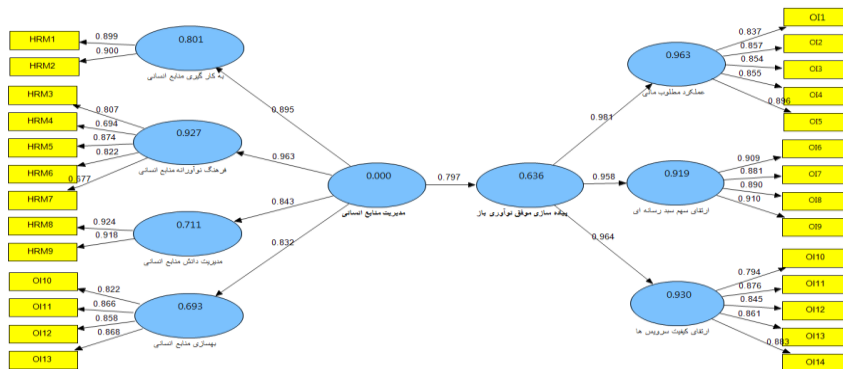 HRM1
HRM2
0.899
0.900
0.801
به کار گیری منابع انسانی
HRM3
HRM4
HRM5
HRM6
HRM7
0.807
0.694
0.874
0.822
0.677
0.927
فرهنگ نوآورانه منابع انسانی
HRM8
HRM9
0.924
0.918
0.711
مدیریت دانش منابع انسانی
OI10
OI11
OI12
OI13
0.822
0.866
0.858
0.868
0.693
بهسازی منابع انسانی
0.895
0.963
0.843
0.832
0.000
مدیریت منابع انسانی
0.797
0.636
پیاده سازی موفق نوآوری باز
0.981
0.958
0.964
0.963
عملکرد مطلوب مالی
0.837
0.857
0.854
0.855
0.896
OI1
OI2
OI3
OI4
OI5
0.919
ارتقای سهم سبد رسانه ای
0.909
0.881
0.890
0.910
OI6
OI7
OI8
OI9
0.930
ارتقای کیفیت سرویس ها
0.794
0.876
0.845
0.861
0.883
OI10
OI11
OI12
OI13
OI14